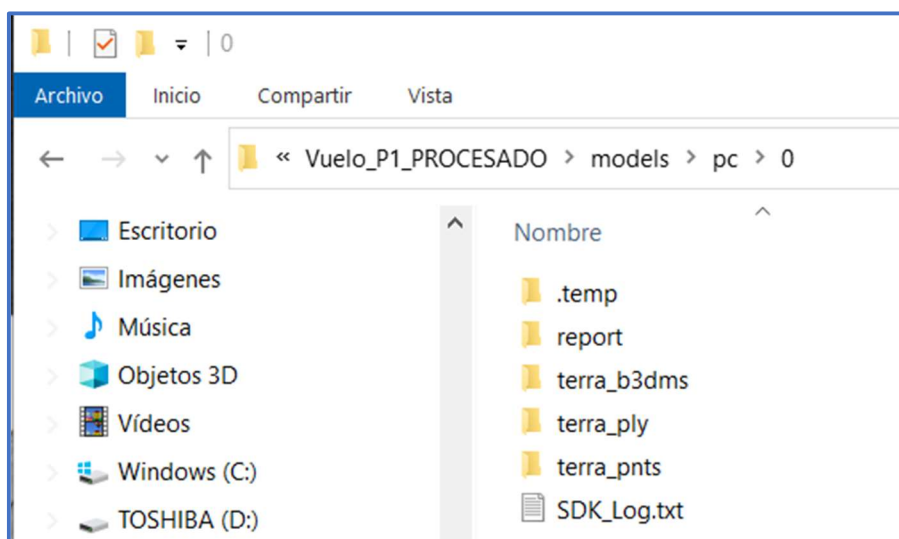 0
Archivo Inicio Compartir Vista
« Vuelo_P1_PROCESADO > models > pc > 0
Escritorio
Imágenes
Música
Objetos 3D
Vídeos
Windows (C:)
TOSHIBA (D:)
Nombre
.temp
report
terra_b3dms
terra_ply
terra_pnts
SDK_Log.txt